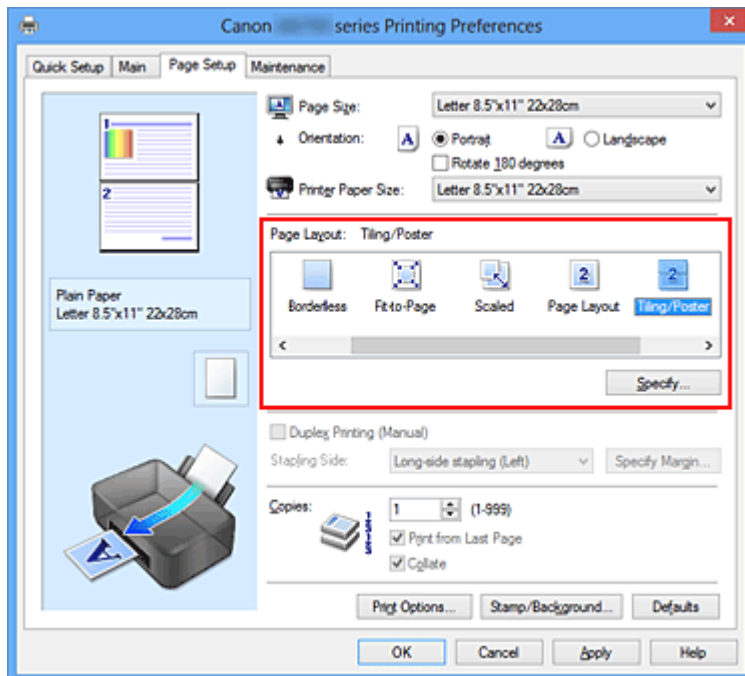 Canon series Printing Preferences
Quick Setup Main Page Setup Maintenance
1
2
Plain Paper
Letter 8.5"x11" 22x28cm
A
Page Size: Letter 8.5"x11" 22x28cm
Orientation: A Portrait A Landscape
Rotate 180 degrees
Printer Paper Size: Letter 8.5"x11" 22x28cm
Page Layout: Tiling/Poster
2 2
Borderless Fit-to-Page Scaled Page Layout Tiling/Poster
Specify...
Duplex Printing (Manual)
Stapling Side: Long-side stapling (Left) Specify Margin...
Copies: 1 (1-999)
Print from Last Page
Collate
Print Options... Stamp/Background... Defaults
OK Cancel Apply Help